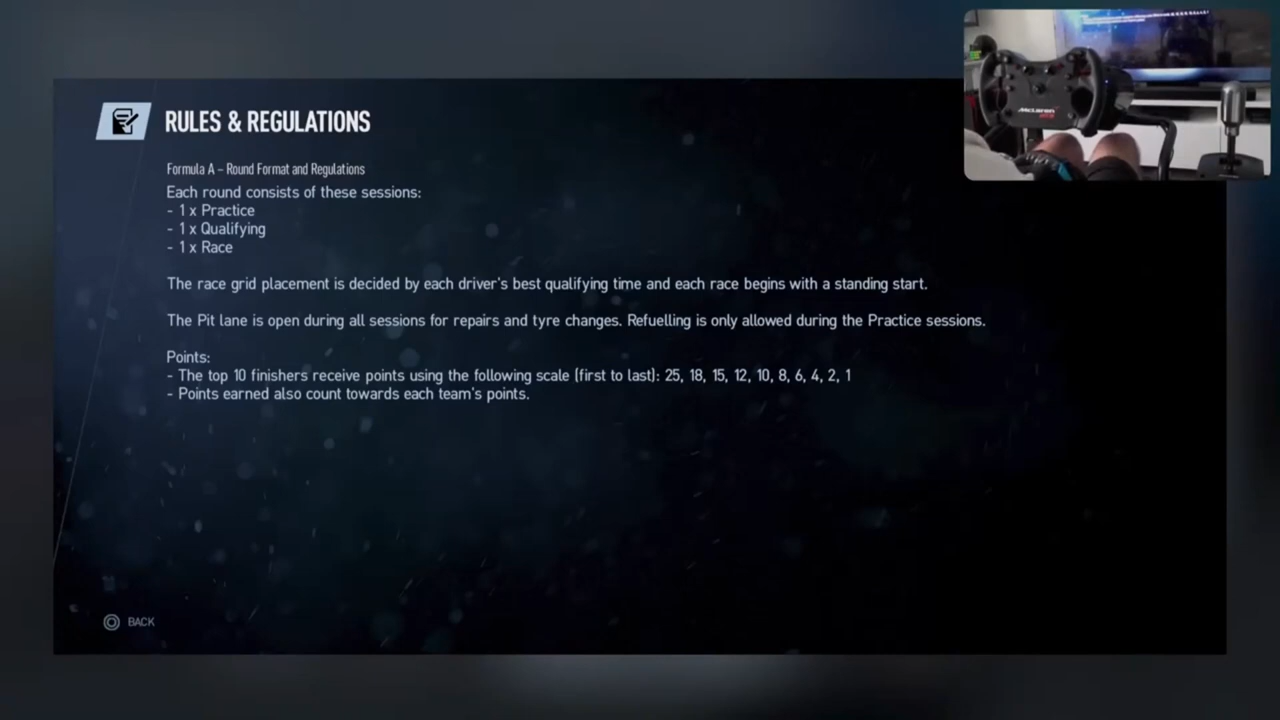 RULES & REGULATIONS
Formula A – Round Format and Regulations
Each round consists of these sessions:
- 1 x Practice
- 1 x Qualifying
- 1 x Race
The race grid placement is decided by each driver's best qualifying time and each race begins with a standing start.
The Pit lane is open during all sessions for repairs and tyre changes. Refuelling is only allowed during the Practice sessions.
Points:
- The top 10 finishers receive points using the following scale (first to last): 25, 18, 15, 12, 10, 8, 6, 4, 2, 1
- Points earned also count towards each team's points.
BACK
McLaren